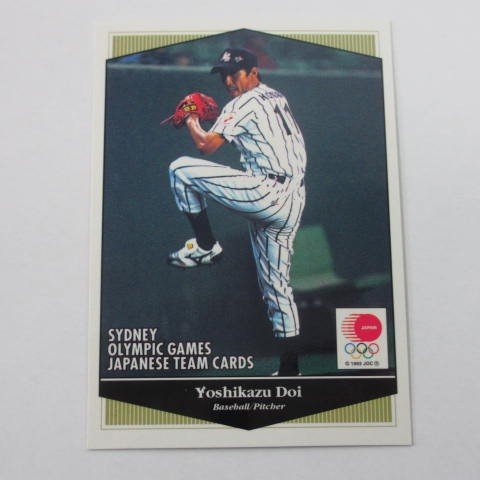 SYDNEY
OLYMPIC GAMES
JAPANESE TEAM CARDS
JAPAN
Yoshikazu Doi
Baseball/Pitcher